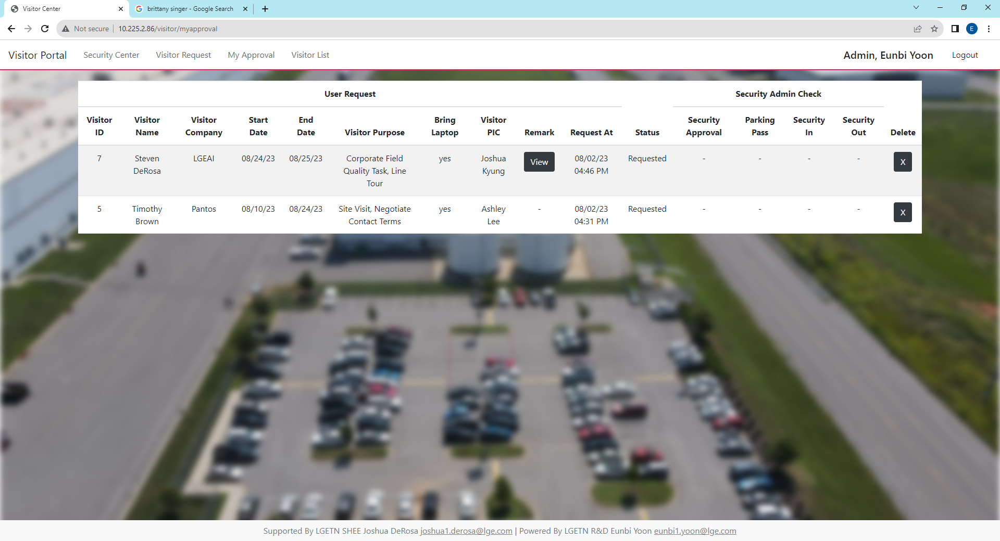 Visitor Center
brittany singer - Google Search
Not secure
10.225.2.86/visitor/myapproval
E
Visitor Portal
Security Center
Visitor Request
My Approval
Visitor List
Admin, Eunbi Yoon
Logout
User Request
Security Admin Check
Visitor ID
Visitor Name
Visitor Company
Start Date
End Date
Visitor Purpose
Bring Laptop
Visitor PIC
Remark
Request At
Status
Security Approval
Parking Pass
Security In
Security Out
Delete
7
Steven DeRosa
LGEAI
08/24/23
08/25/23
Corporate Field
Quality Task, Line
Tour
yes
Joshua Kyung
View
08/02/23
04:46 PM
Requested
-
-
-
-
X
5
Timothy Brown
Pantos
08/10/23
08/24/23
Site Visit, Negotiate
Contact Terms
yes
Ashley Lee
-
08/02/23
04:31 PM
Requested
-
-
-
-
X
Supported By LGETN SHEE Joshua DeRosa joshua1.derosa@lge.com | Powered By LGETN R&D Eunbi Yoon eunbi1.yoon@lge.com